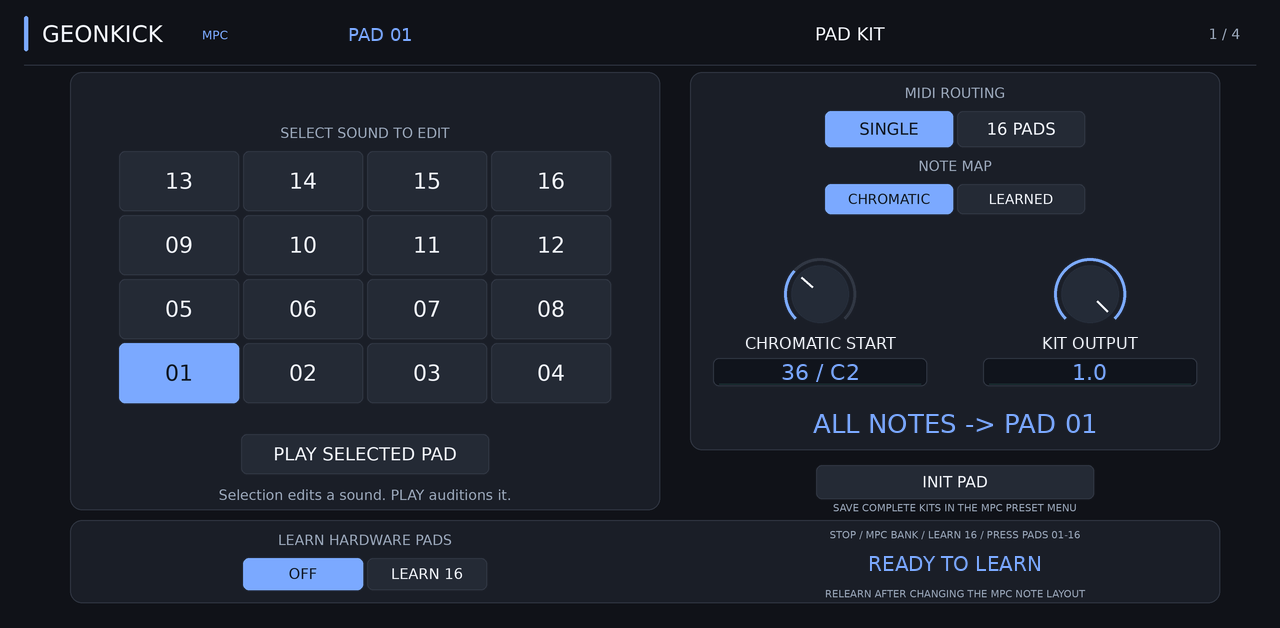 GEONKICK MPC PAD 01 PAD KIT 1 / 4
SELECT SOUND TO EDIT
13 14 15 16
09 10 11 12
05 06 07 08
01 02 03 04
PLAY SELECTED PAD
Selection edits a sound. PLAY auditions it.
MIDI ROUTING
SINGLE 16 PADS
NOTE MAP
CHROMATIC LEARNED
CHROMATIC START KIT OUTPUT
36 / C2 1.0
ALL NOTES -> PAD 01
INIT PAD
SAVE COMPLETE KITS IN THE MPC PRESET MENU
LEARN HARDWARE PADS
OFF LEARN 16
STOP / MPC BANK / LEARN 16 / PRESS PADS 01-16
READY TO LEARN
RELEARN AFTER CHANGING THE MPC NOTE LAYOUT